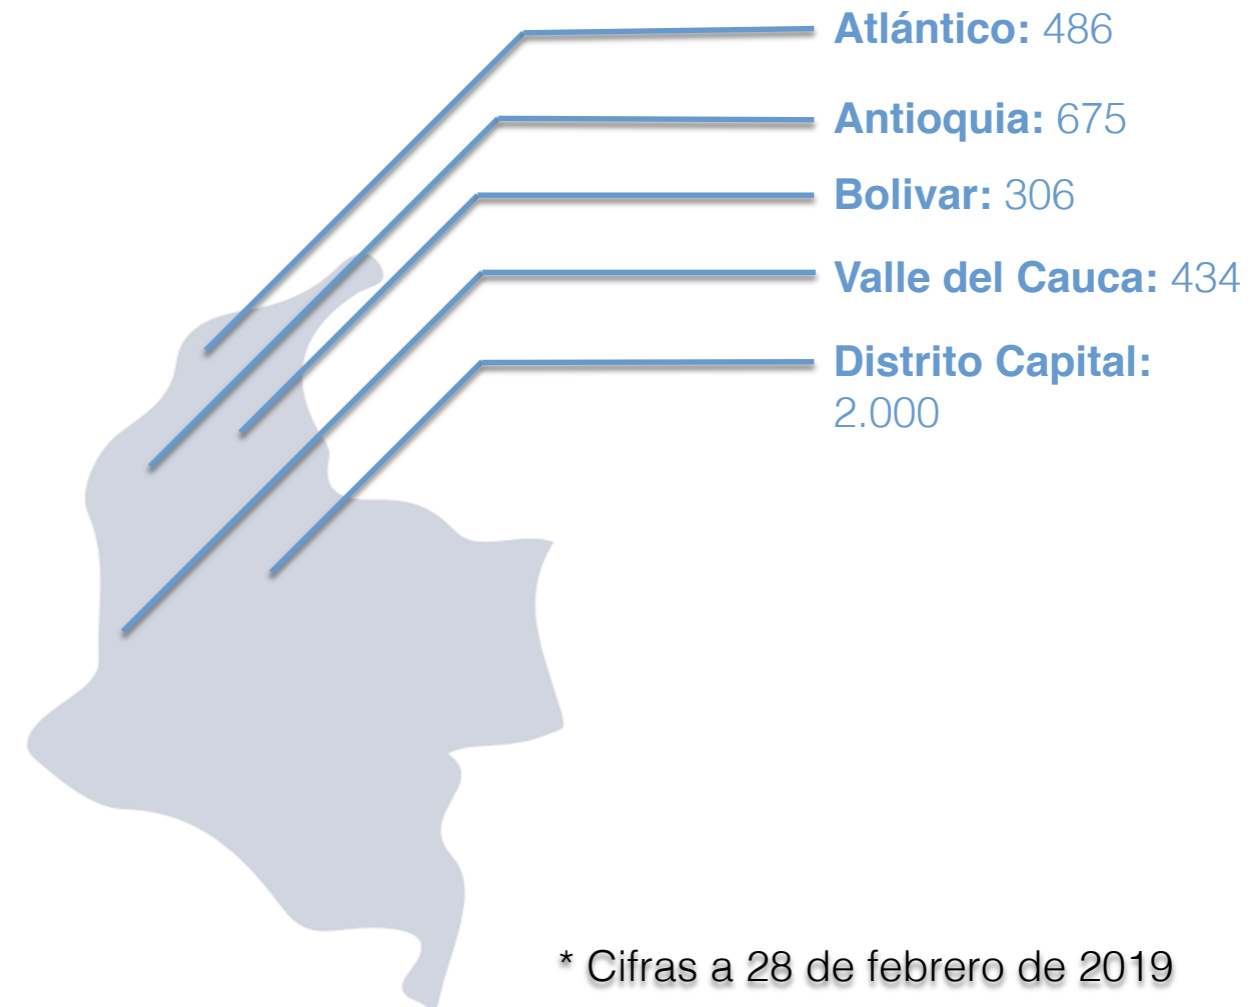 Atlántico: 486
Antioquia: 675
Bolivar: 306
Valle del Cauca: 434
Distrito Capital:
2.000
* Cifras a 28 de febrero de 2019